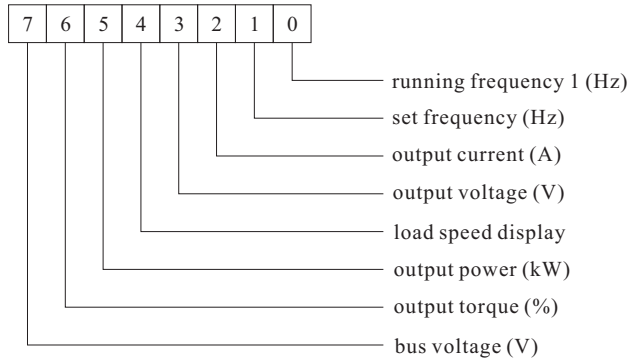 7 6 5 4 3 2 1 0
running frequency 1 (Hz)
set frequency (Hz)
output current (A)
output voltage (V)
load speed display
output power (kW)
output torque (%)
bus voltage (V)